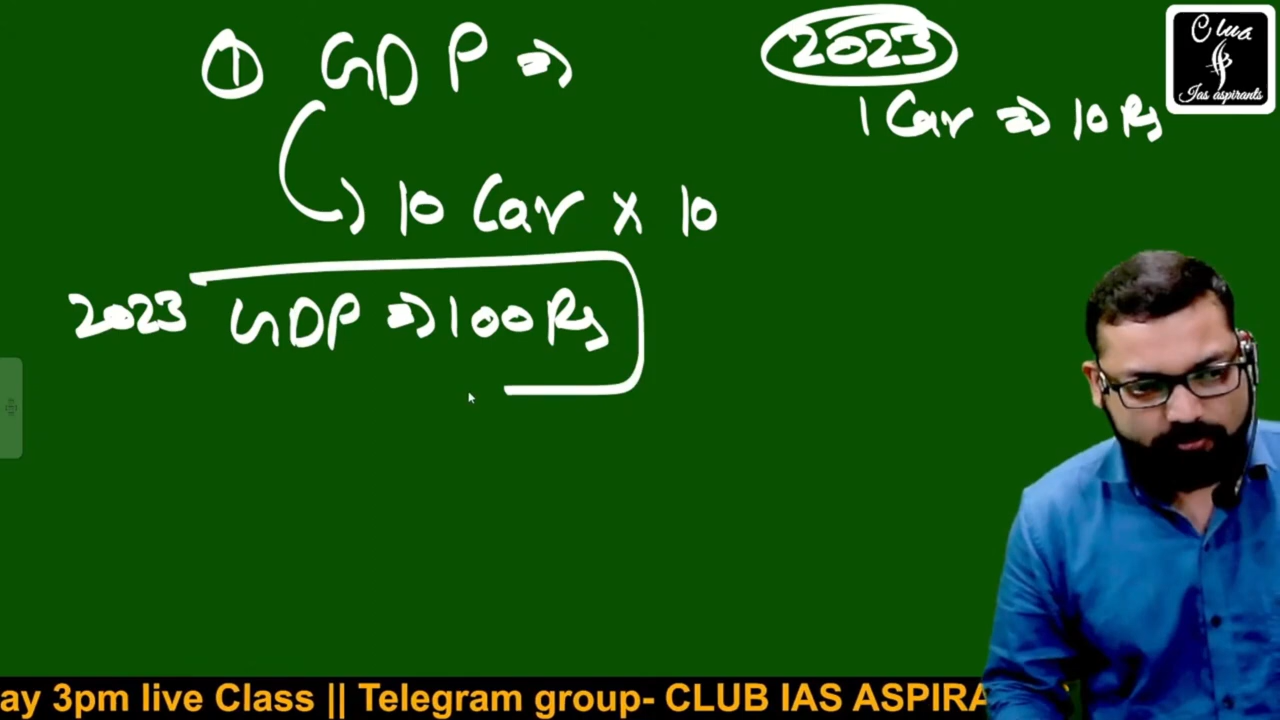 ① GDP ⇒
2023
1 Car ⇒ 10 Rs
10 Car x 10
2023 GDP ⇒ 100 Rs
Club
Ias aspirants
ay 3pm live Class || Telegram group- CLUB IAS ASPIRA